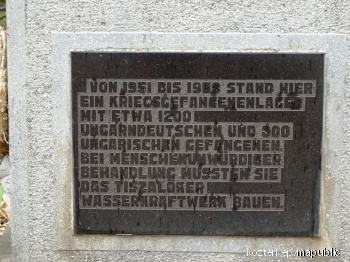 VON 1951 BIS 1953 STAND HIER
EIN KRIEGSGEFANGENENLAGER
MIT ETWA 1200
UNGARNDEUTSCHEN UND 300
UNGARISCHEN GEFANGENEN.
BEI MENSCHENUNWÜRDIGER
BEHANDLUNG MUSSTEN SIE
DAS TISZALÖKER
WASSERKRAFTWERK BAUEN.